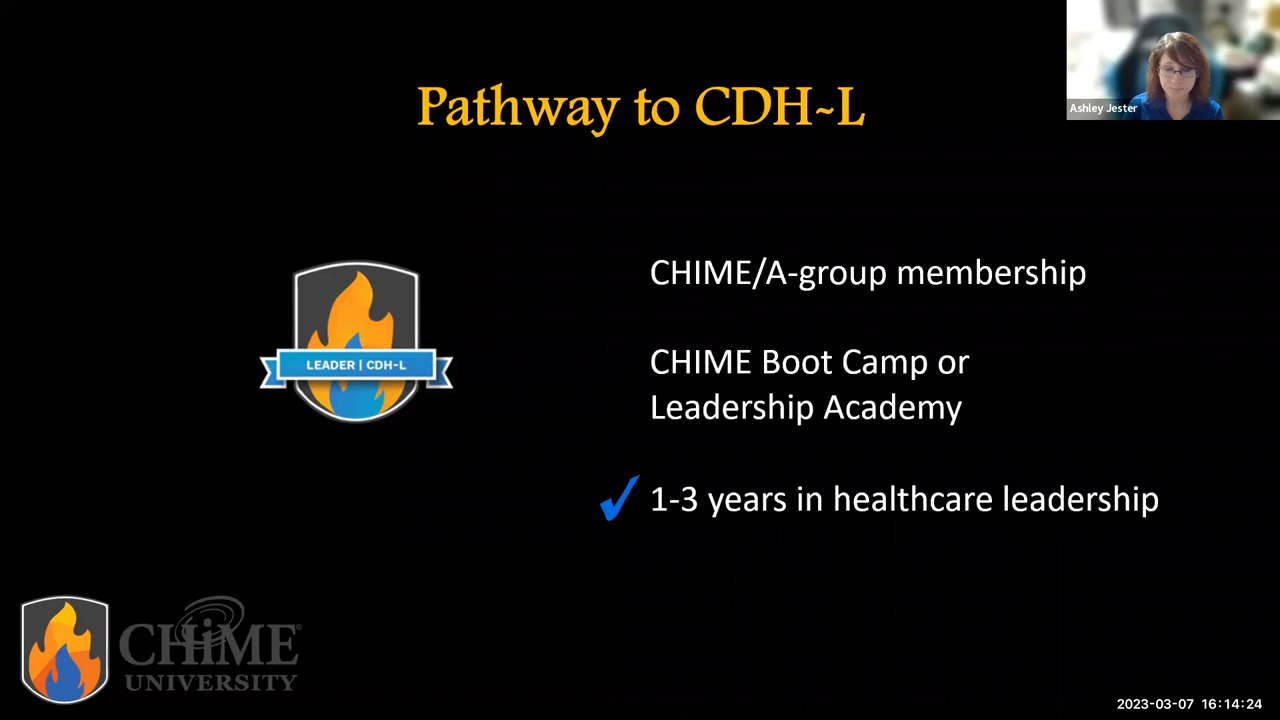 Pathway to CDH~L
Ashley Jester
CHIME/A-group membership
CHIME Boot Camp or
Leadership Academy
LEADER | CDH-L
1-3 years in healthcare leadership
CHiME®
UNIVERSITY
2023-03-07 16:14:24